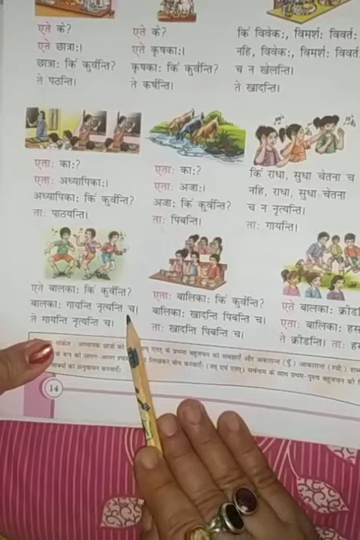 एते के?
एते छात्राः।
छात्राः किं कुर्वन्ति?
ते पठन्ति।
एते के?
एते कृषकाः।
कृषकाः किं कुर्वन्ति?
ते कर्षन्ति।
किं विवेकः, विमर्शः विवर्तः
नहि, विवेकः, विमर्शः विवर्त
च न खेलन्ति।
ते खादन्ति।
एताः काः?
एताः अध्यापिकाः।
अध्यापिकाः किं कुर्वन्ति?
ताः पाठयन्ति।
एताः काः?
एताः अजाः।
अजाः किं कुर्वन्ति?
ताः पिबन्ति।
किं राधा, सुधा चेतना च
नहि, राधा, सुधा चेतना
च न नृत्यन्ति।
ताः गायन्ति।
एते बालकाः किं कुर्वन्ति?
बालकाः गायन्ति नृत्यन्ति च।
ते गायन्ति नृत्यन्ति च।
एताः बालिकाः किं कुर्वन्ति?
बालिकाः खादन्ति पिबन्ति च।
ताः खादन्ति पिबन्ति च।
एते बालकाः
एताः बालिकाः
ते क्रीडन्ति। ताः
14